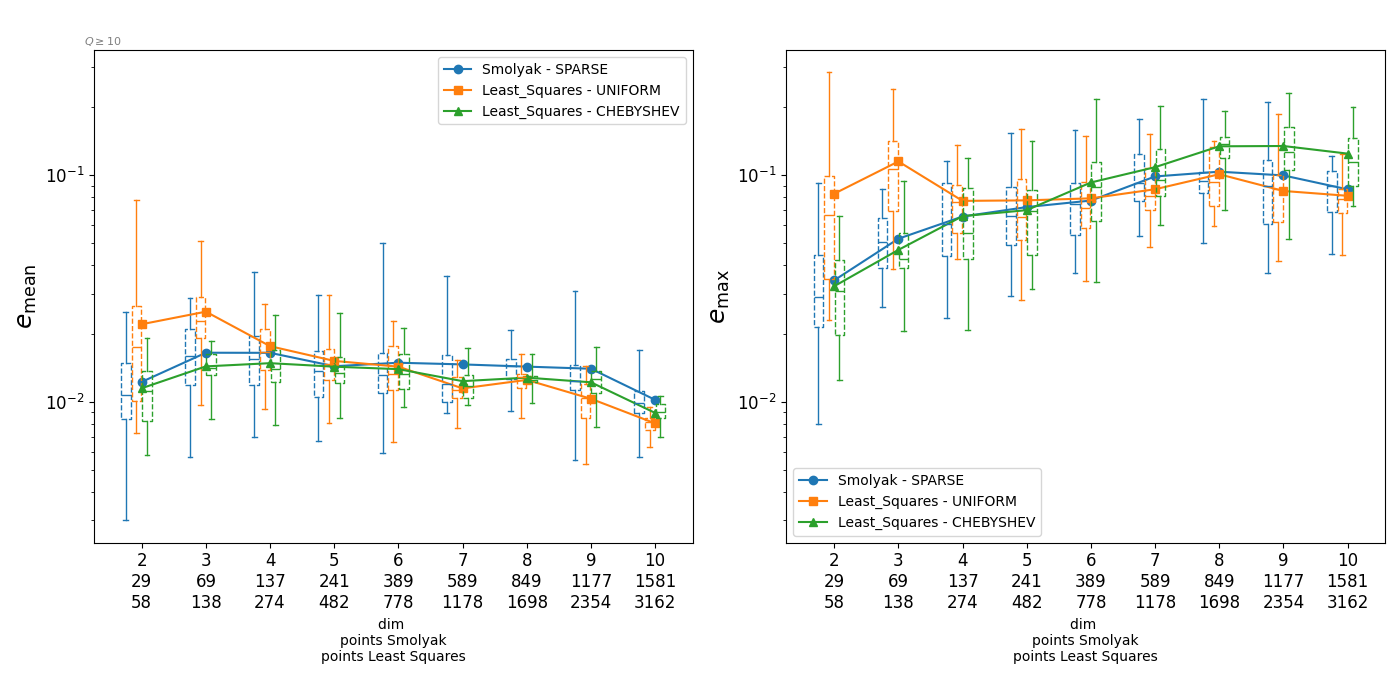 Q ≥ 10
Smolyak - SPARSE
Least_Squares - UNIFORM
Least_Squares - CHEBYSHEV
10⁻¹
10⁻²
e_mean
2 3 4 5 6 7 8 9 10
29 69 137 241 389 589 849 1177 1581
58 138 274 482 778 1178 1698 2354 3162
dim
points Smolyak
points Least Squares
10⁻¹
10⁻²
e_max
Smolyak - SPARSE
Least_Squares - UNIFORM
Least_Squares - CHEBYSHEV
2 3 4 5 6 7 8 9 10
29 69 137 241 389 589 849 1177 1581
58 138 274 482 778 1178 1698 2354 3162
dim
points Smolyak
points Least Squares